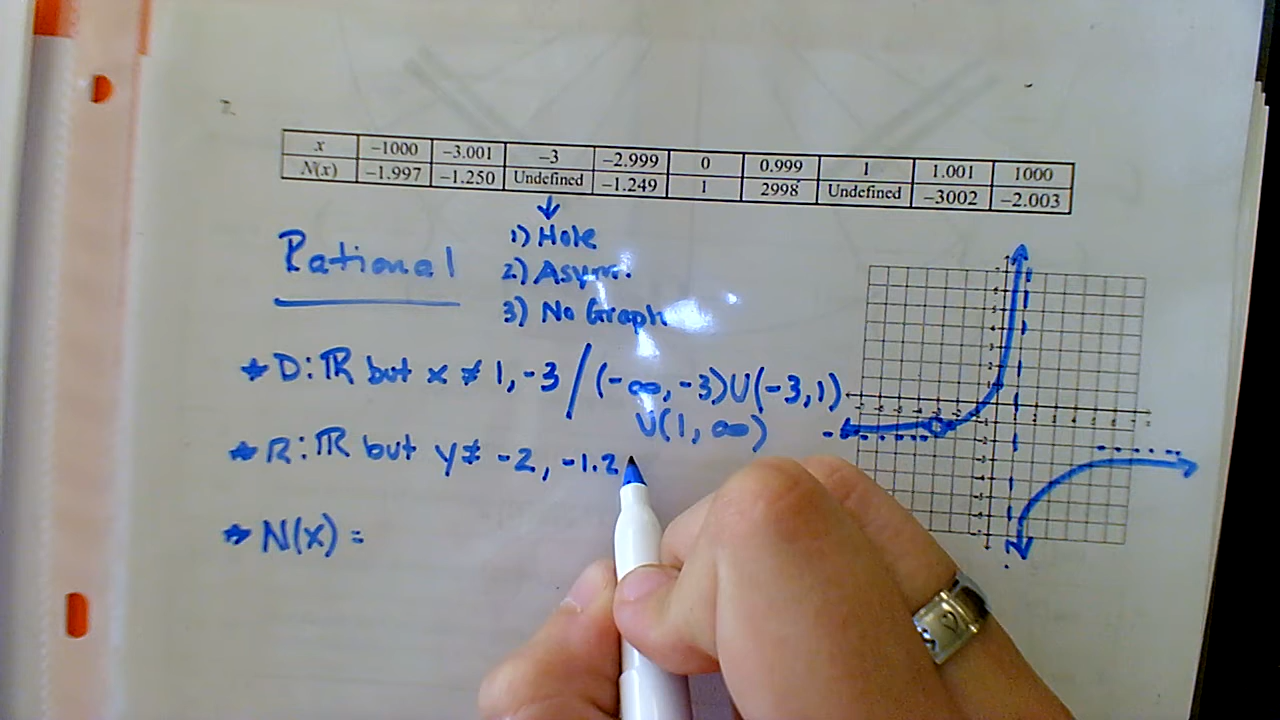 x −1000 −3.001 −3 −2.999 0 0.999 1 1.001 1000
N(x) −1.997 −1.250 Undefined −1.249 1 2998 Undefined −3002 −2.003
Rational
1) Hole
2) Asym.
3) No Graph
* D: ℝ but x ≠ 1, -3 / (-∞, -3)U(-3, 1)
U(1, ∞)
* R: ℝ but y ≠ -2, -1.2
* N(x) =